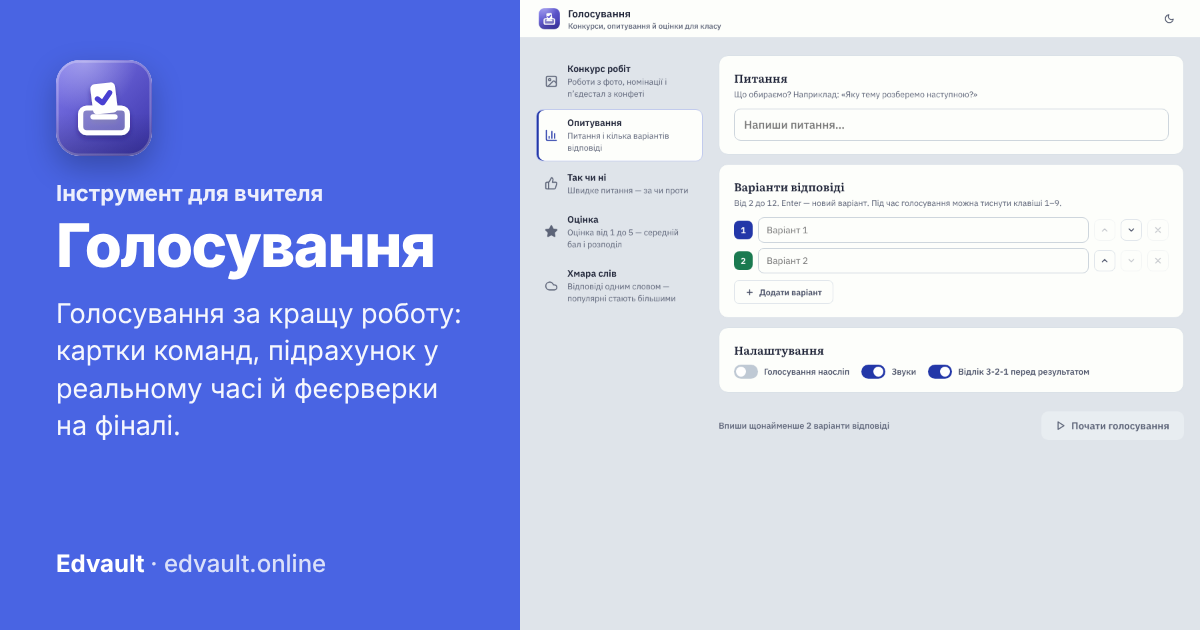 Інструмент для вчителя
Голосування
Голосування за кращу роботу:
картки команд, підрахунок у
реальному часі й феєрверки
на фіналі.
Edvault · edvault.online
Голосування
Конкурси, опитування й оцінки для класу
Конкурс робіт
Роботи з фото, номінації і
п'єдестал з конфеті
Опитування
Питання і кілька варіантів
відповіді
Так чи ні
Швидке питання — за чи проти
Оцінка
Оцінка від 1 до 5 — середній
бал і розподіл
Хмара слів
Відповіді одним словом —
популярні стають більшими
Питання
Що обираємо? Наприклад: «Яку тему розберемо наступною?»
Напиши питання...
Варіанти відповіді
Від 2 до 12. Enter — новий варіант. Під час голосування можна тиснути клавіші 1–9.
1 Варіант 1
2 Варіант 2
+ Додати варіант
Налаштування
Голосування наосліп Звуки Відлік 3-2-1 перед результатом
Впиши щонайменше 2 варіанти відповіді
Почати голосування